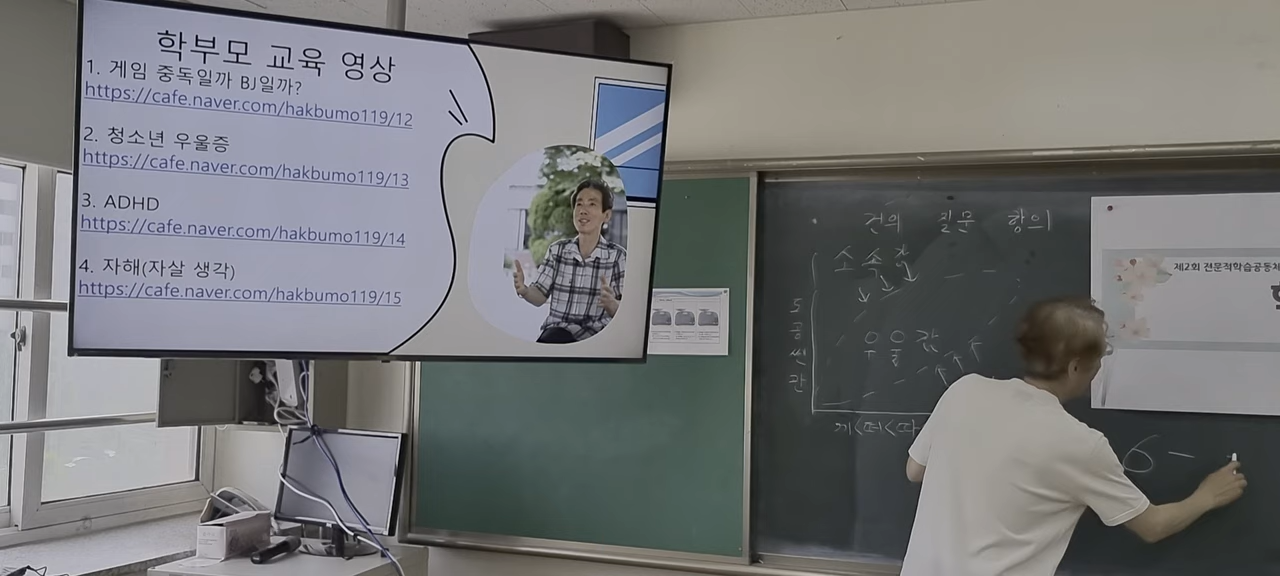 학부모 교육 영상
1. 게임 중독일까 BJ일까?
https://cafe.naver.com/hakbumo119/12
2. 청소년 우울증
https://cafe.naver.com/hakbumo119/13
3. ADHD
https://cafe.naver.com/hakbumo119/14
4. 자해(자살 생각)
https://cafe.naver.com/hakbumo119/15
건의 질문 항의
소속감
우울감
제2회 전문적학습공동체
6 -